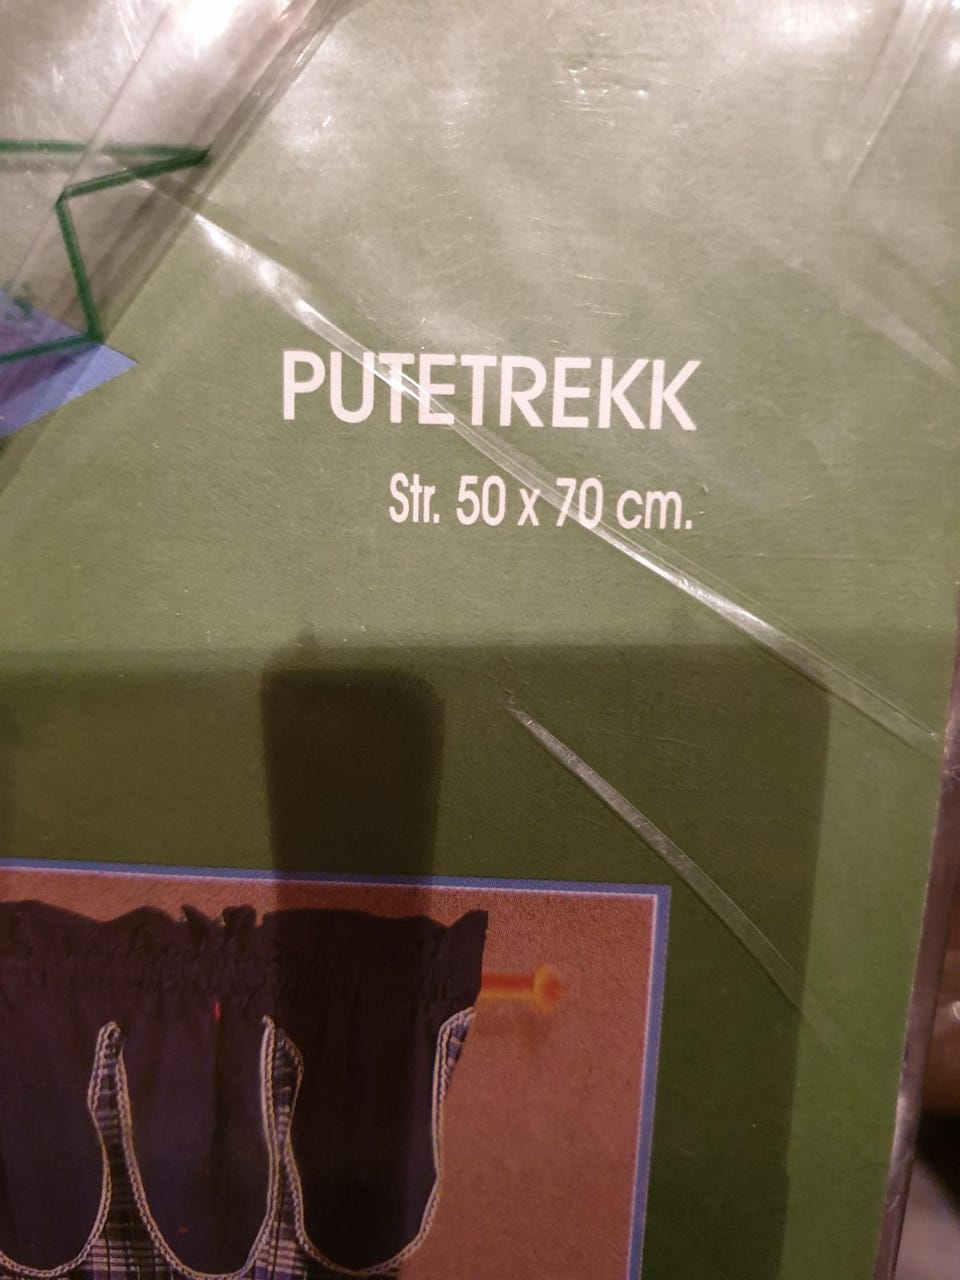 PUTETREKK
Str. 50 x 70 cm.